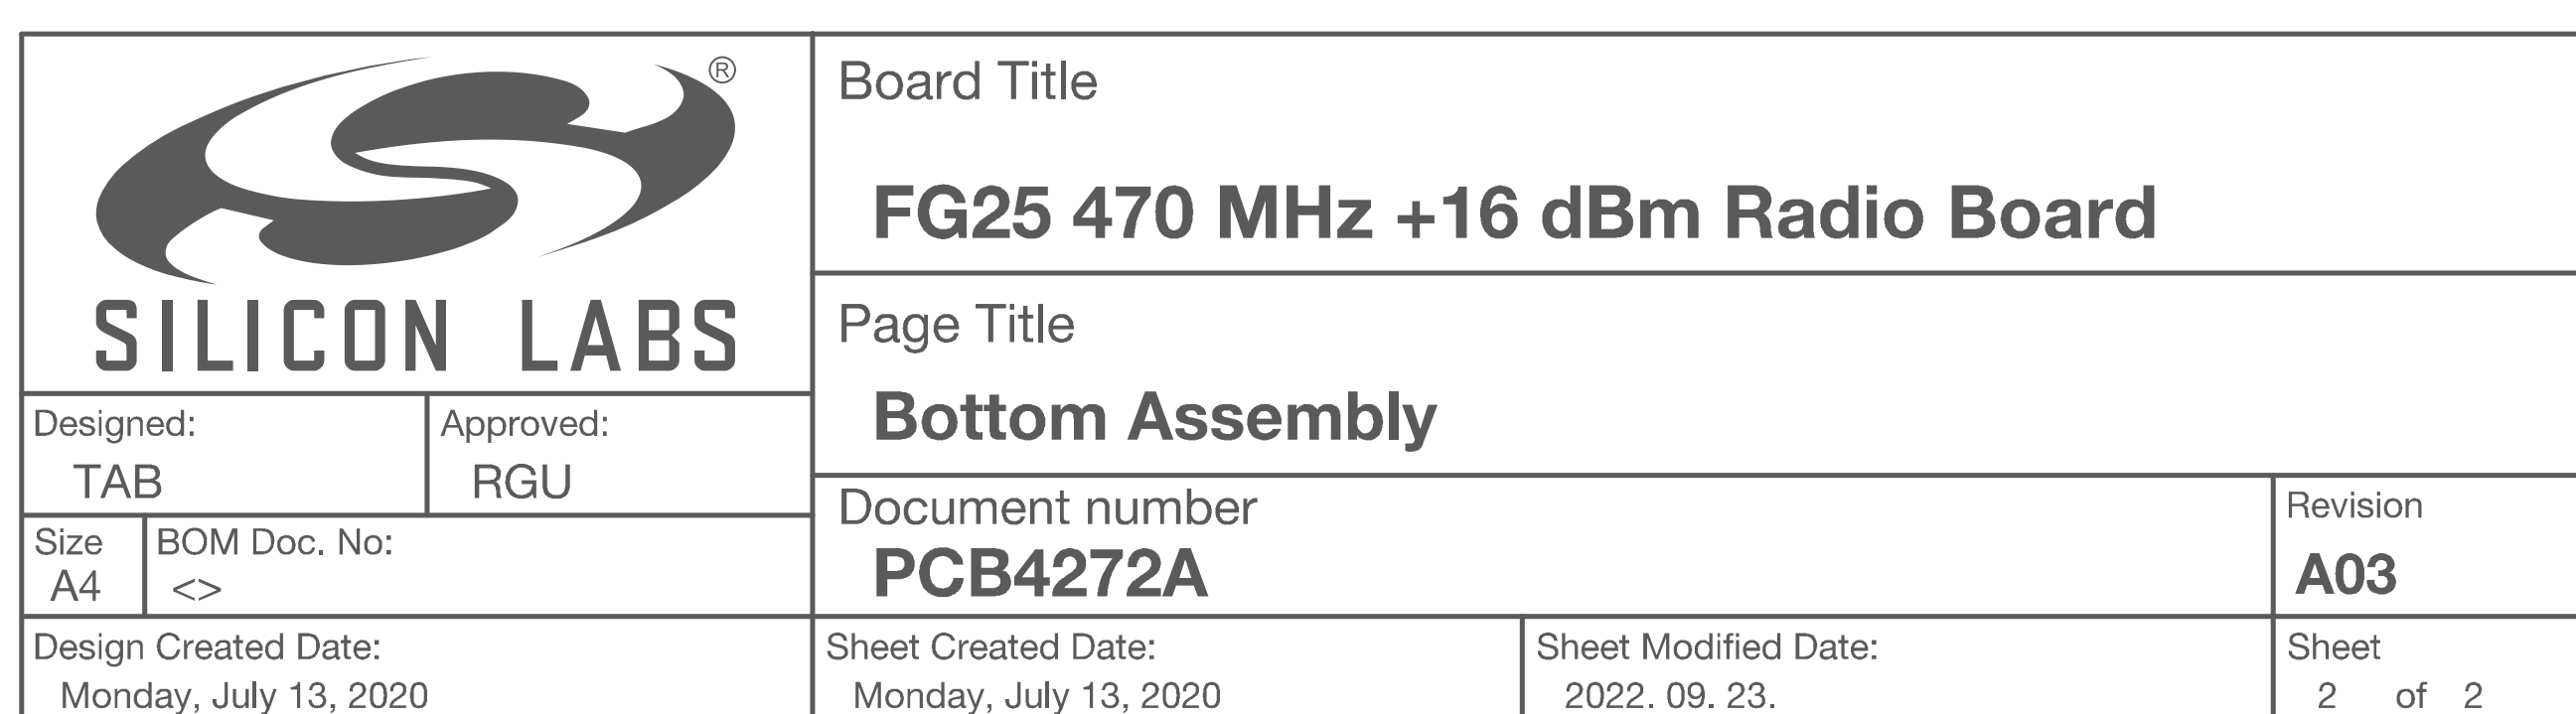 ®
SILICON LABS
Board Title
FG25 470 MHz +16 dBm Radio Board
Page Title
Bottom Assembly
Designed:
TAB
Approved:
RGU
Document number
PCB4272A
Revision
A03
Size
A4
BOM Doc. No:
<>
Design Created Date:
Monday, July 13, 2020
Sheet Created Date:
Monday, July 13, 2020
Sheet Modified Date:
2022. 09. 23.
Sheet
2 of 2